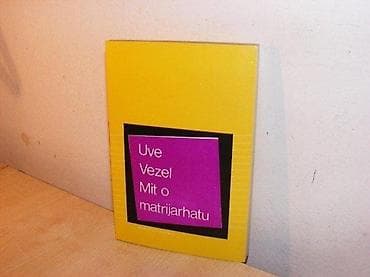 Uve
Vezel
Mit o
matrijarhatu